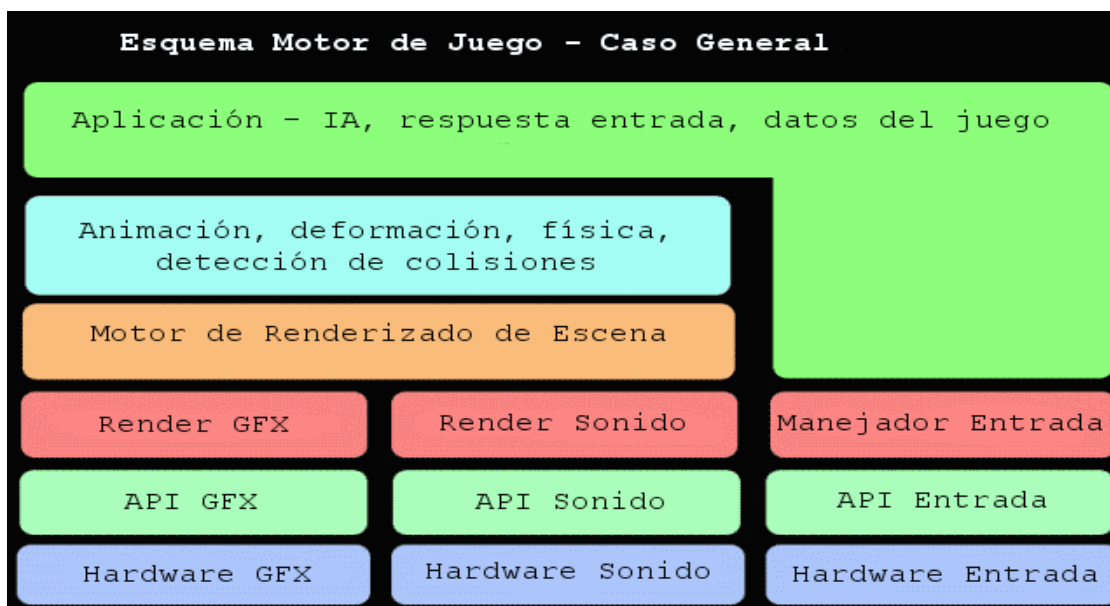 Esquema Motor de Juego – Caso General
Aplicación – IA, respuesta entrada, datos del juego
Animación, deformación, física,
detección de colisiones
Motor de Renderizado de Escena
Render GFX
Render Sonido
Manejador Entrada
API GFX
API Sonido
API Entrada
Hardware GFX
Hardware Sonido
Hardware Entrada